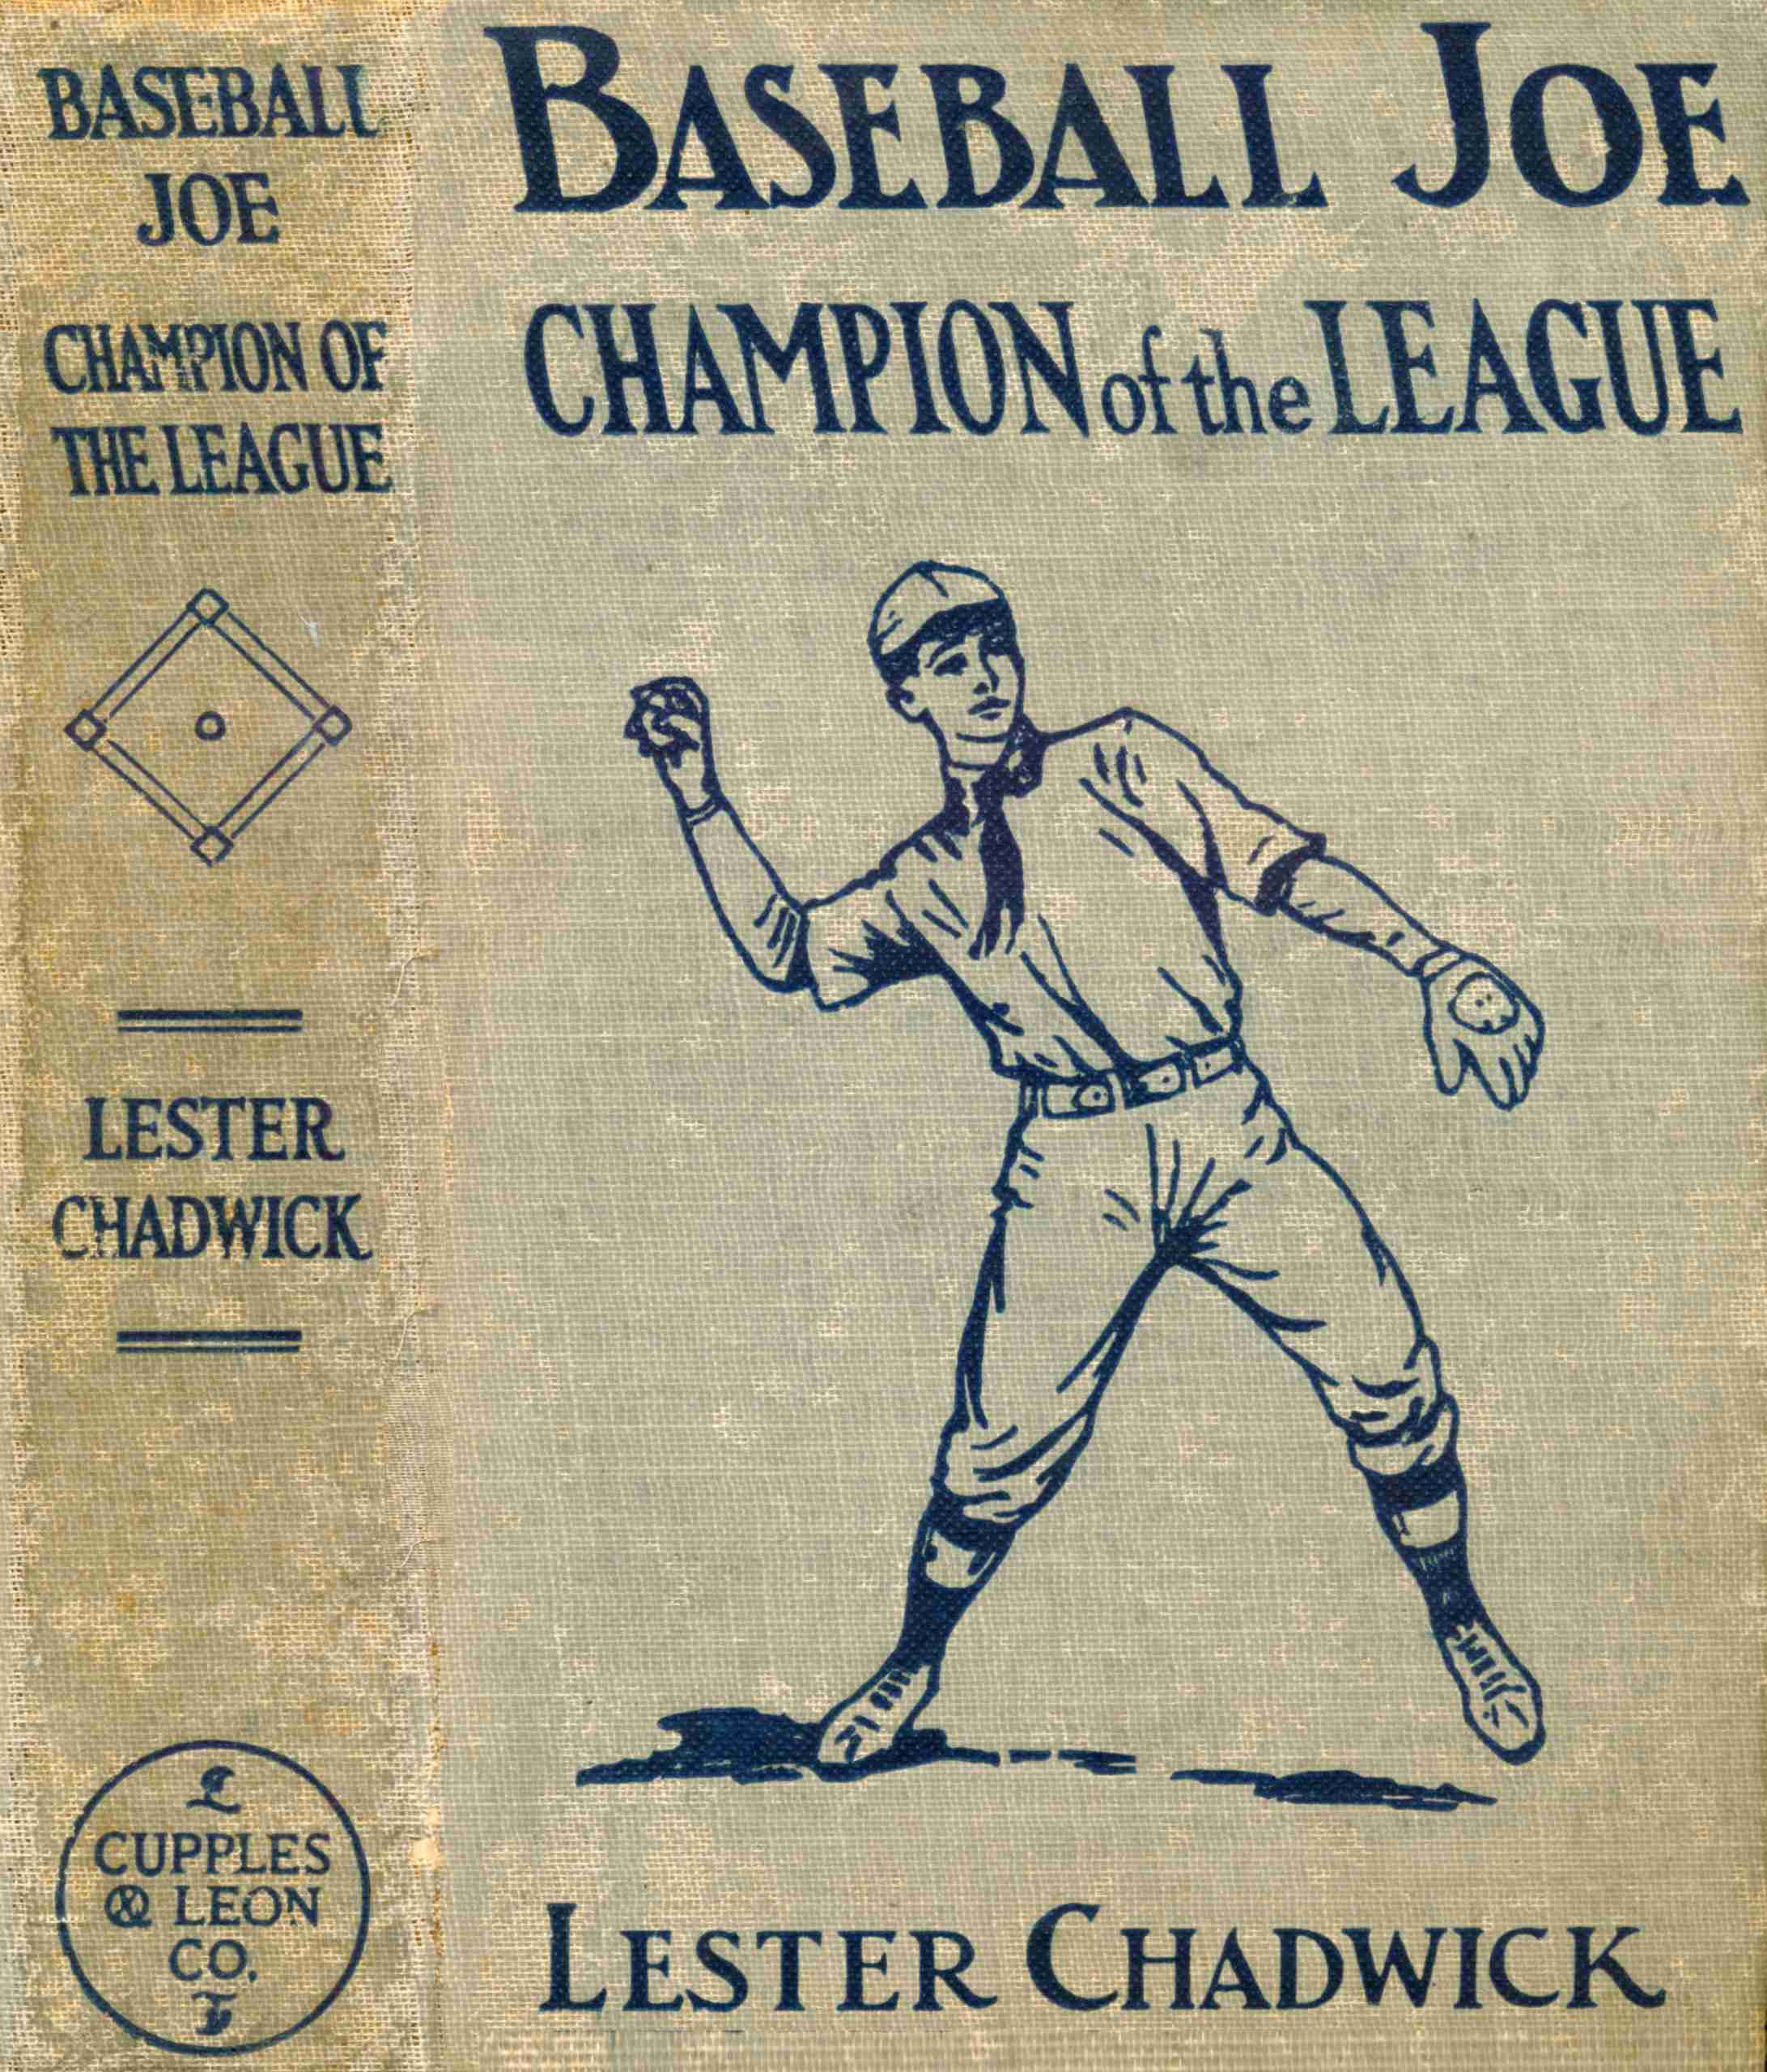 BASEBALL
JOE
CHAMPION OF
THE LEAGUE
LESTER
CHADWICK
CUPPLES
& LEON
CO.
BASEBALL JOE
CHAMPION of the LEAGUE
LESTER CHADWICK